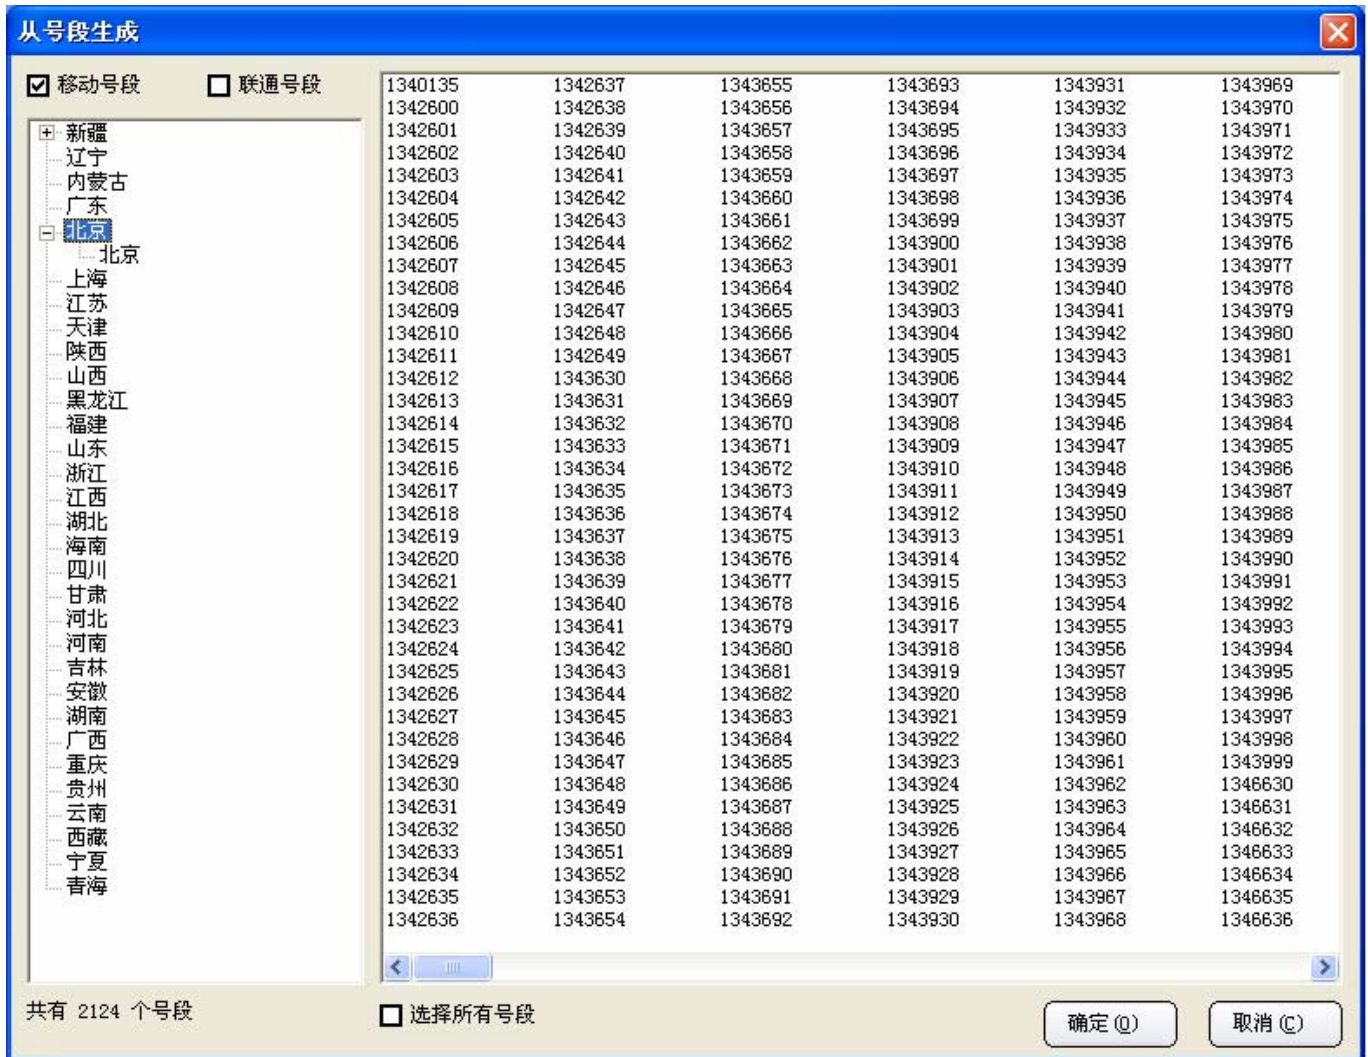 从号段生成
移动号段 联通号段
新疆
辽宁
内蒙古
广东
北京
北京
上海
江苏
天津
陕西
山西
黑龙江
福建
山东
浙江
江西
湖北
海南
四川
甘肃
河北
河南
吉林
安徽
湖南
广西
重庆
贵州
云南
西藏
宁夏
青海
1340135 1342637 1343655 1343693 1343931 1343969
1342600 1342638 1343656 1343694 1343932 1343970
1342601 1342639 1343657 1343695 1343933 1343971
1342602 1342640 1343658 1343696 1343934 1343972
1342603 1342641 1343659 1343697 1343935 1343973
1342604 1342642 1343660 1343698 1343936 1343974
1342605 1342643 1343661 1343699 1343937 1343975
1342606 1342644 1343662 1343900 1343938 1343976
1342607 1342645 1343663 1343901 1343939 1343977
1342608 1342646 1343664 1343902 1343940 1343978
1342609 1342647 1343665 1343903 1343941 1343979
1342610 1342648 1343666 1343904 1343942 1343980
1342611 1342649 1343667 1343905 1343943 1343981
1342612 1343630 1343668 1343906 1343944 1343982
1342613 1343631 1343669 1343907 1343945 1343983
1342614 1343632 1343670 1343908 1343946 1343984
1342615 1343633 1343671 1343909 1343947 1343985
1342616 1343634 1343672 1343910 1343948 1343986
1342617 1343635 1343673 1343911 1343949 1343987
1342618 1343636 1343674 1343912 1343950 1343988
1342619 1343637 1343675 1343913 1343951 1343989
1342620 1343638 1343676 1343914 1343952 1343990
1342621 1343639 1343677 1343915 1343953 1343991
1342622 1343640 1343678 1343916 1343954 1343992
1342623 1343641 1343679 1343917 1343955 1343993
1342624 1343642 1343680 1343918 1343956 1343994
1342625 1343643 1343681 1343919 1343957 1343995
1342626 1343644 1343682 1343920 1343958 1343996
1342627 1343645 1343683 1343921 1343959 1343997
1342628 1343646 1343684 1343922 1343960 1343998
1342629 1343647 1343685 1343923 1343961 1343999
1342630 1343648 1343686 1343924 1343962 1346630
1342631 1343649 1343687 1343925 1343963 1346631
1342632 1343650 1343688 1343926 1343964 1346632
1342633 1343651 1343689 1343927 1343965 1346633
1342634 1343652 1343690 1343928 1343966 1346634
1342635 1343653 1343691 1343929 1343967 1346635
1342636 1343654 1343692 1343930 1343968 1346636
共有 2124 个号段
选择所有号段
确定(O) 取消(C)